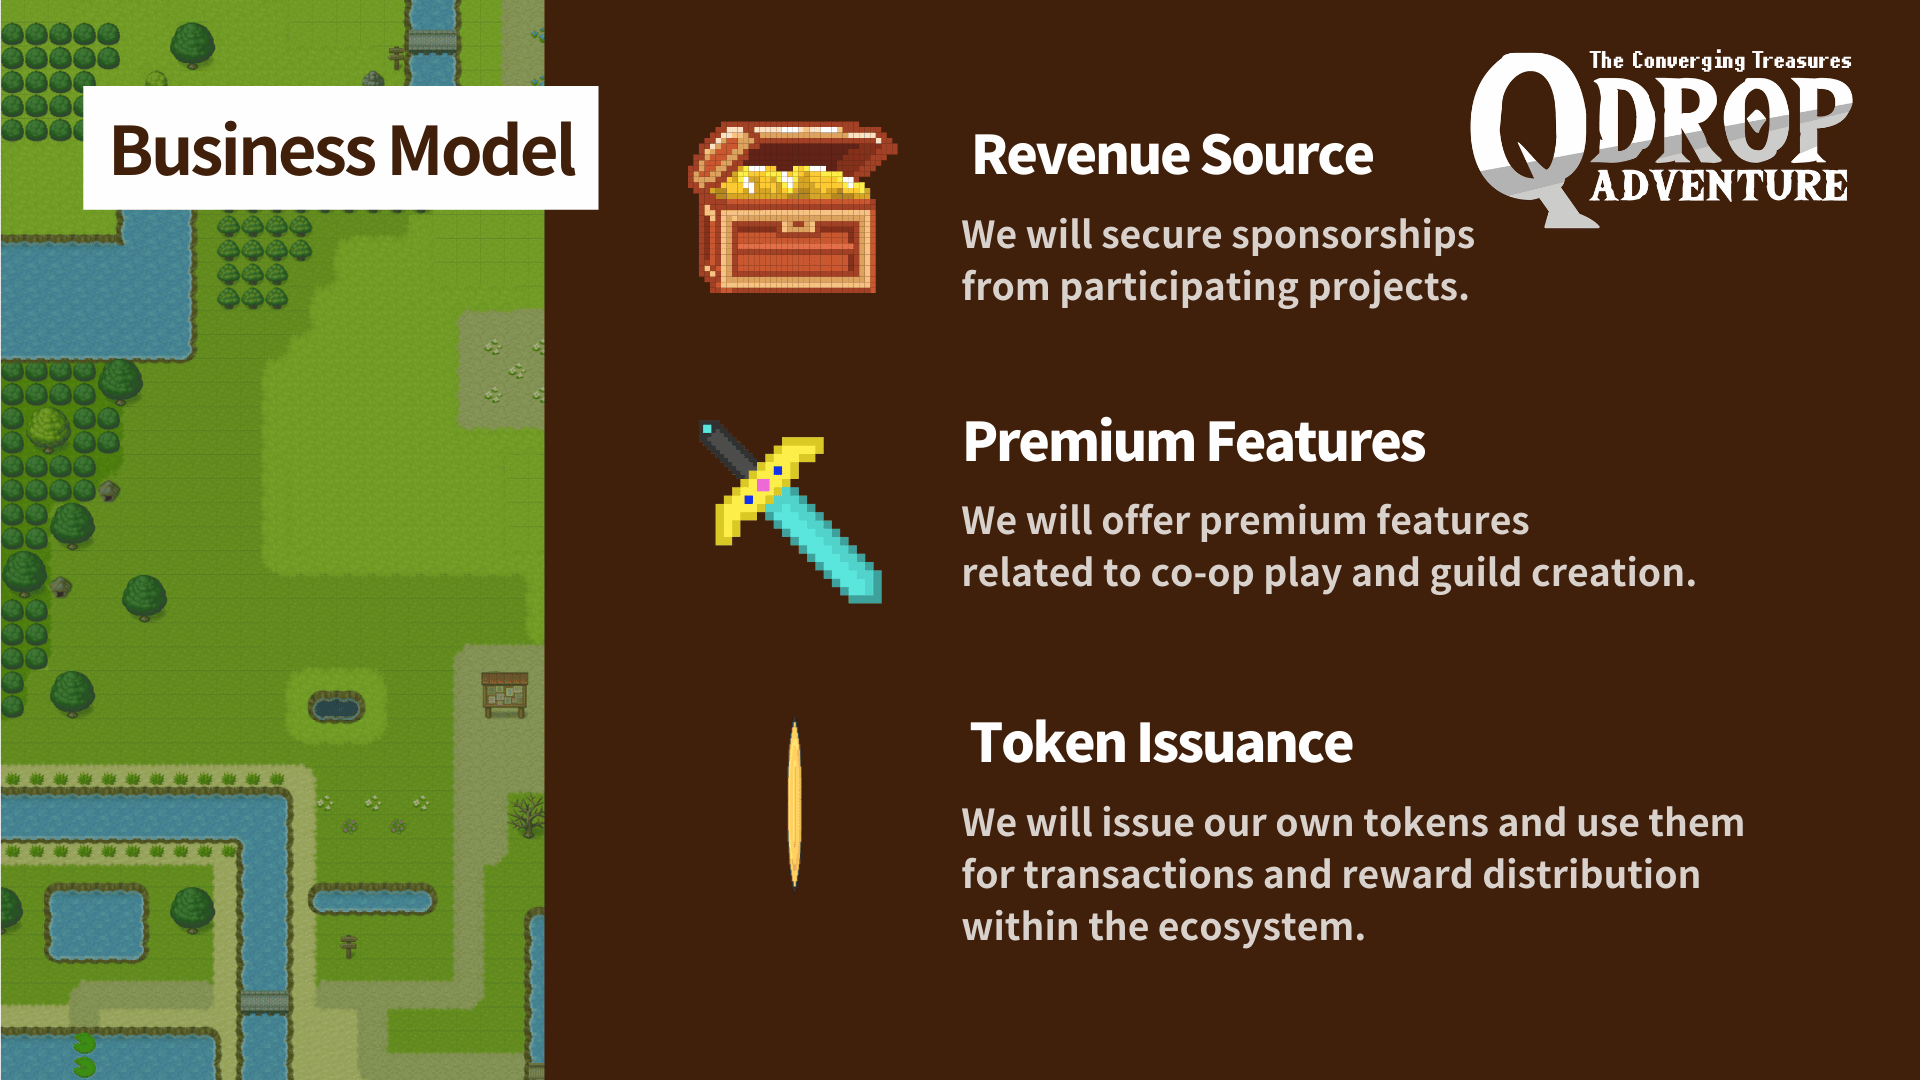 Business Model
The Converging Treasures
QDROP
ADVENTURE
Revenue Source
We will secure sponsorships
from participating projects.
Premium Features
We will offer premium features
related to co-op play and guild creation.
Token Issuance
We will issue our own tokens and use them
for transactions and reward distribution
within the ecosystem.